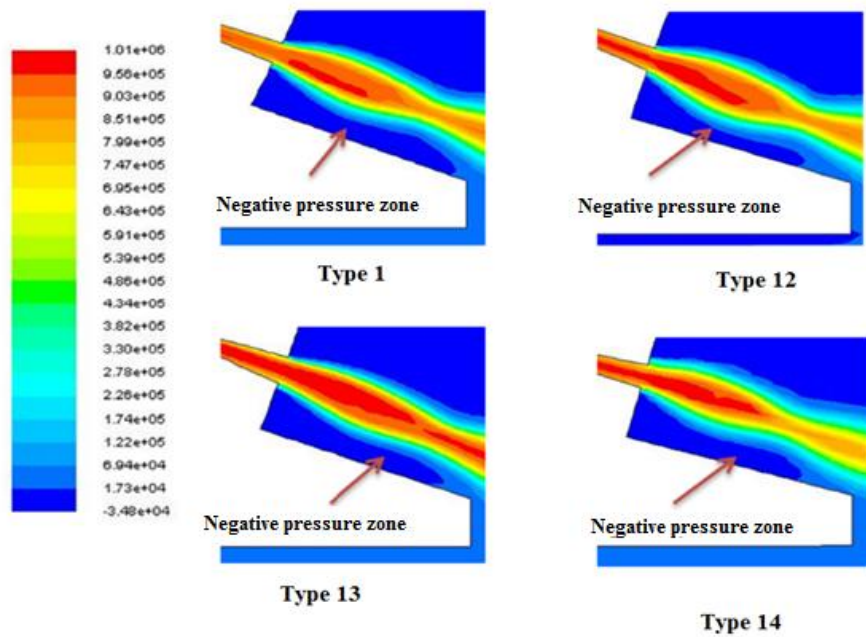 1.01e+06
9.56e+05
9.03e+05
8.51e+05
7.99e+05
7.47e+05
6.95e+05
6.43e+05
5.91e+05
5.39e+05
4.86e+05
4.34e+05
3.82e+05
3.30e+05
2.78e+05
2.26e+05
1.74e+05
1.22e+05
6.94e+04
1.73e+04
-3.48e+04
Negative pressure zone
Type 1
Negative pressure zone
Type 12
Negative pressure zone
Type 13
Negative pressure zone
Type 14